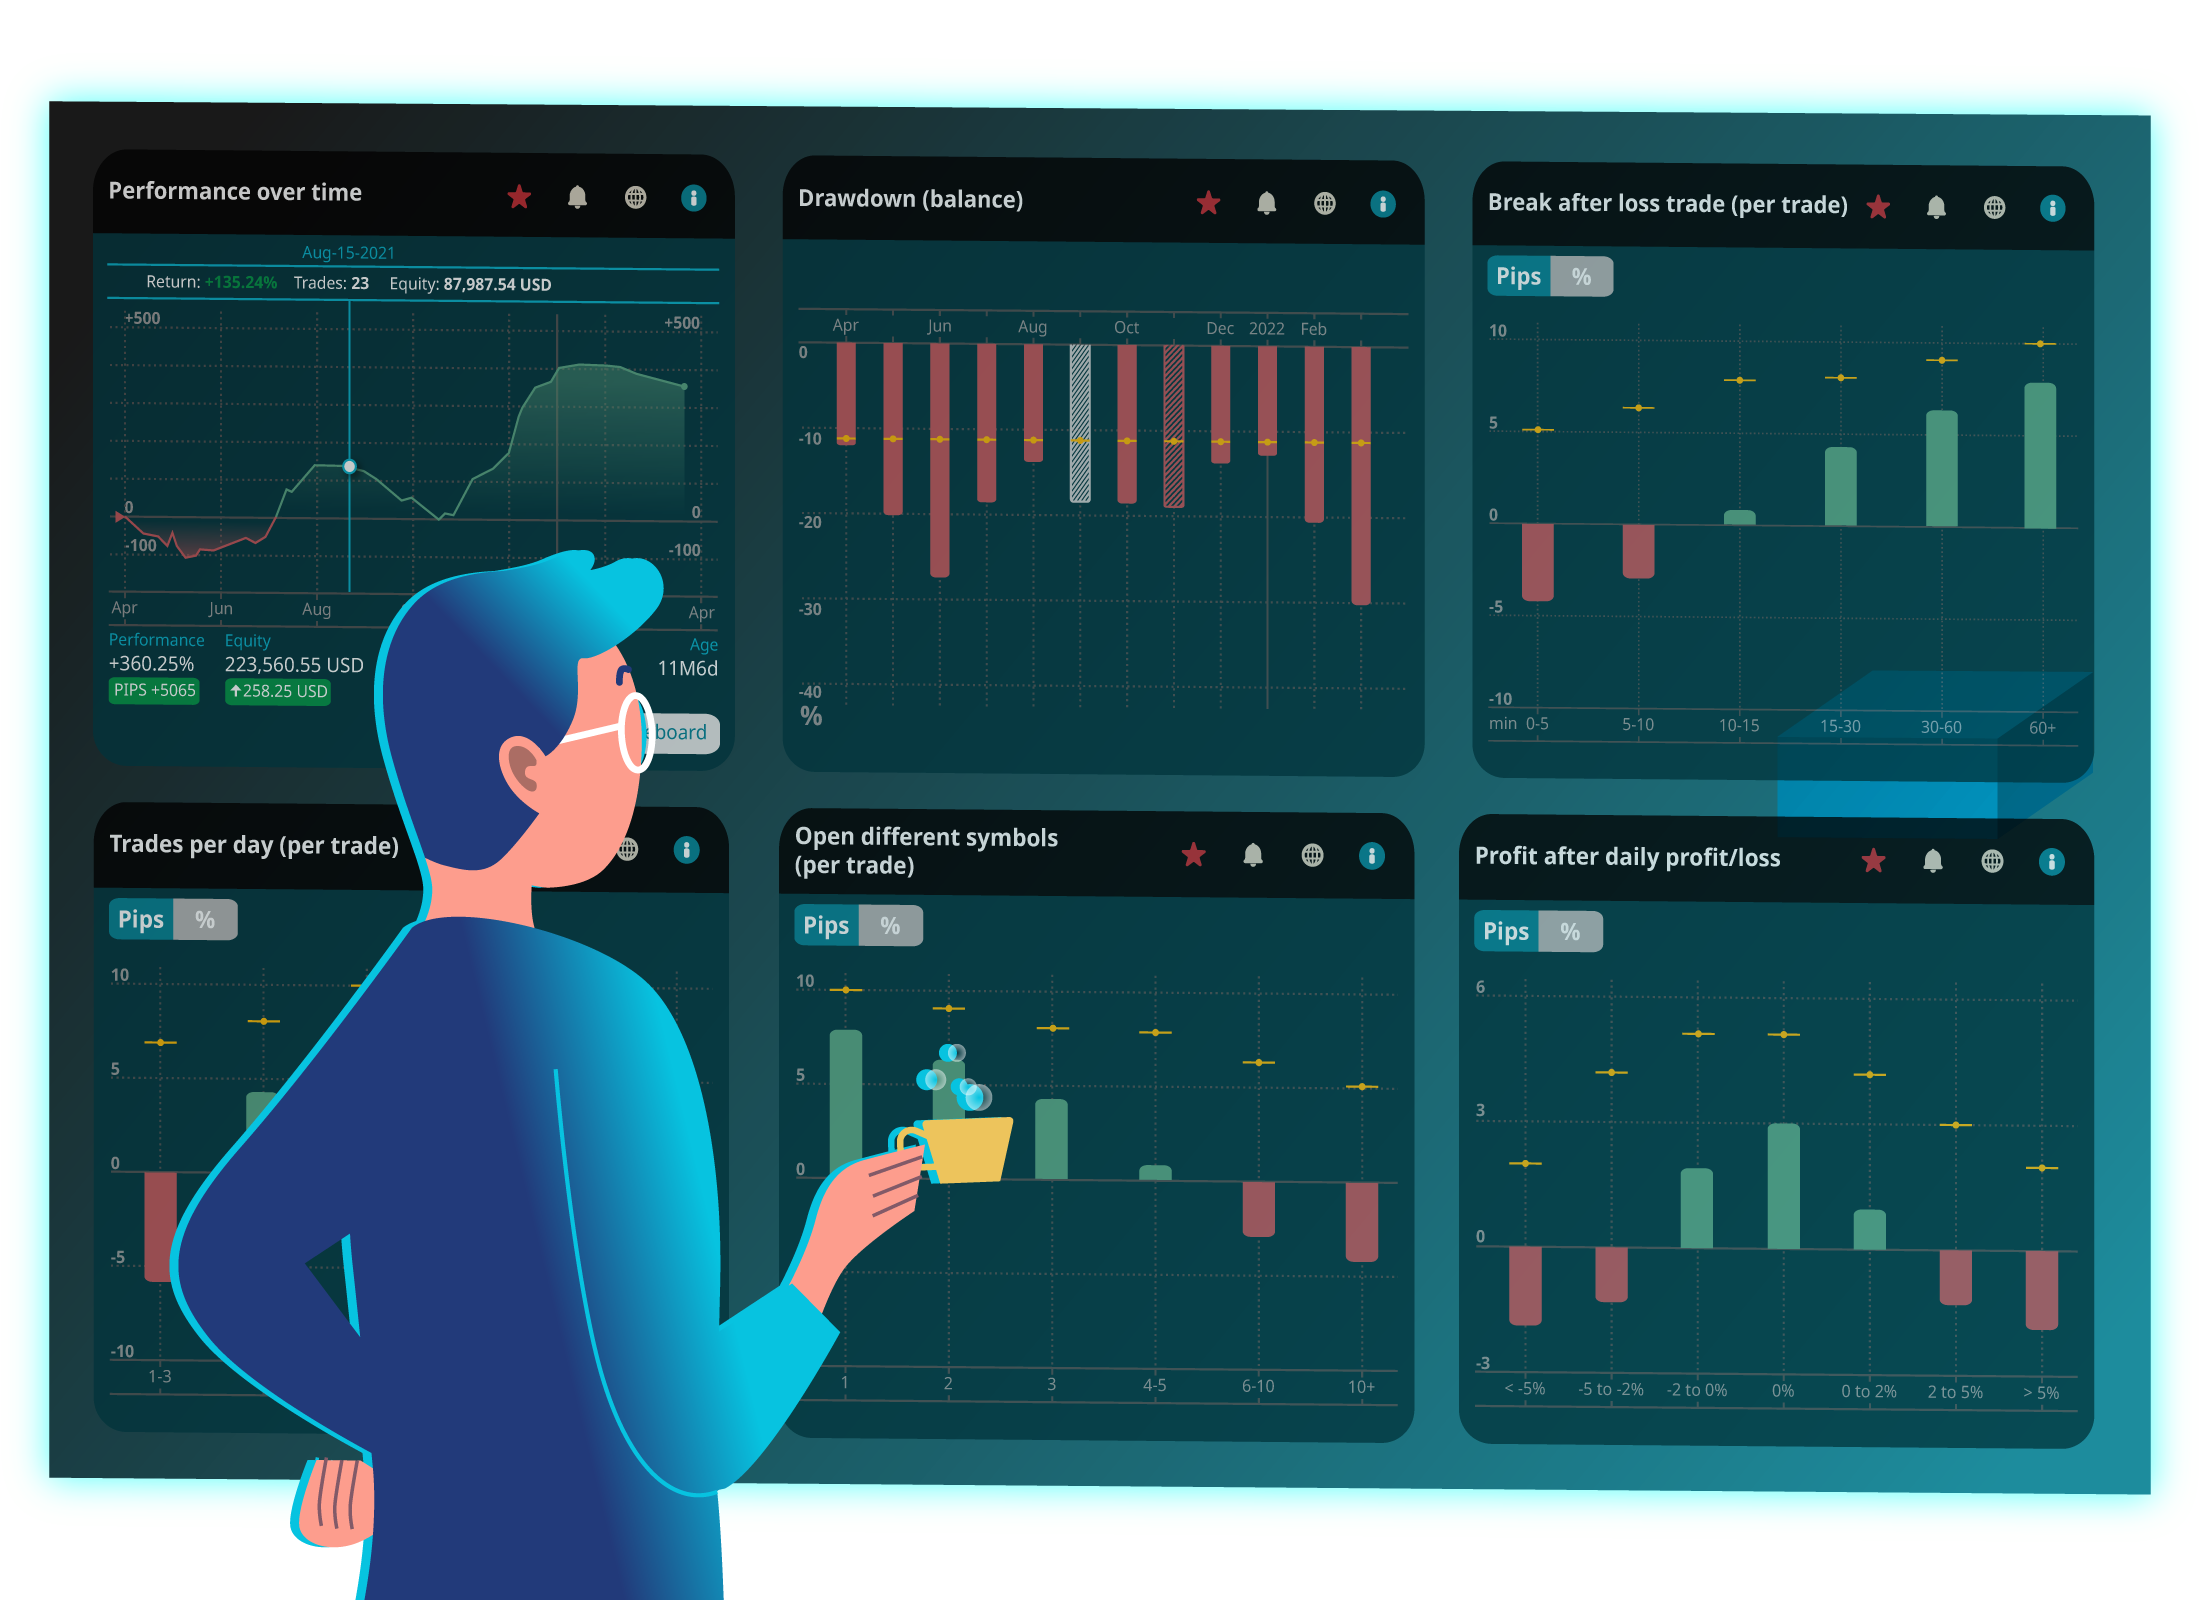 Performance over time
Aug-15-2021
Return: +135.24% Trades: 23 Equity: 87,987.54 USD
+500 +500
0 0
-100 -100
Apr Jun Aug Apr
Performance Equity Age
+360.25% 223,560.55 USD 11M6d
PIPS +5065 258.25 USD
board
Drawdown (balance)
Apr Jun Aug Oct Dec 2022 Feb
0
-10
-20
-30
-40
%
Break after loss trade (per trade)
Pips %
10
5
0
-5
-10
min 0-5 5-10 10-15 15-30 30-60 60+
Trades per day (per trade)
Pips %
10
5
0
-5
-10
1-3
Open different symbols
(per trade)
Pips %
10
5
0
1 2 3 4-5 6-10 10+
Profit after daily profit/loss
Pips %
6
3
0
-3
< -5% -5 to -2% -2 to 0% 0% 0 to 2% 2 to 5% > 5%